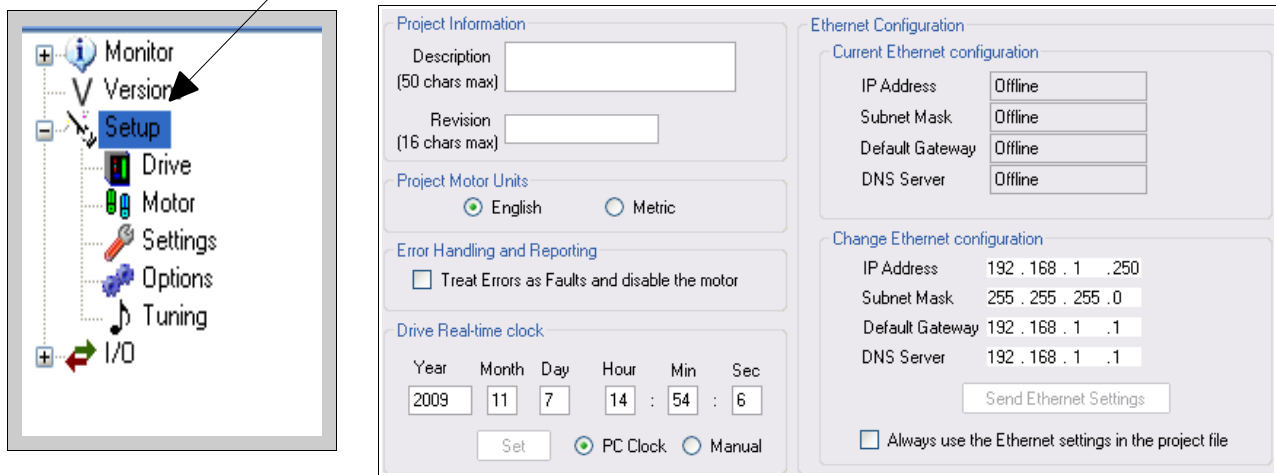 Monitor
Version
Setup
Drive
Motor
Settings
Options
Tuning
I/O
Project Information
Description
(50 chars max)
Revision
(16 chars max)
Project Motor Units
English Metric
Error Handling and Reporting
Treat Errors as Faults and disable the motor
Drive Real-time clock
Year Month Day Hour Min Sec
2009 11 7 14 : 54 : 6
Set PC Clock Manual
Ethernet Configuration
Current Ethernet configuration
IP Address Offline
Subnet Mask Offline
Default Gateway Offline
DNS Server Offline
Change Ethernet configuration
IP Address 192 . 168 . 1 .250
Subnet Mask 255 . 255 . 255 .0
Default Gateway 192 . 168 . 1 .1
DNS Server 192 . 168 . 1 .1
Send Ethernet Settings
Always use the Ethernet settings in the project file